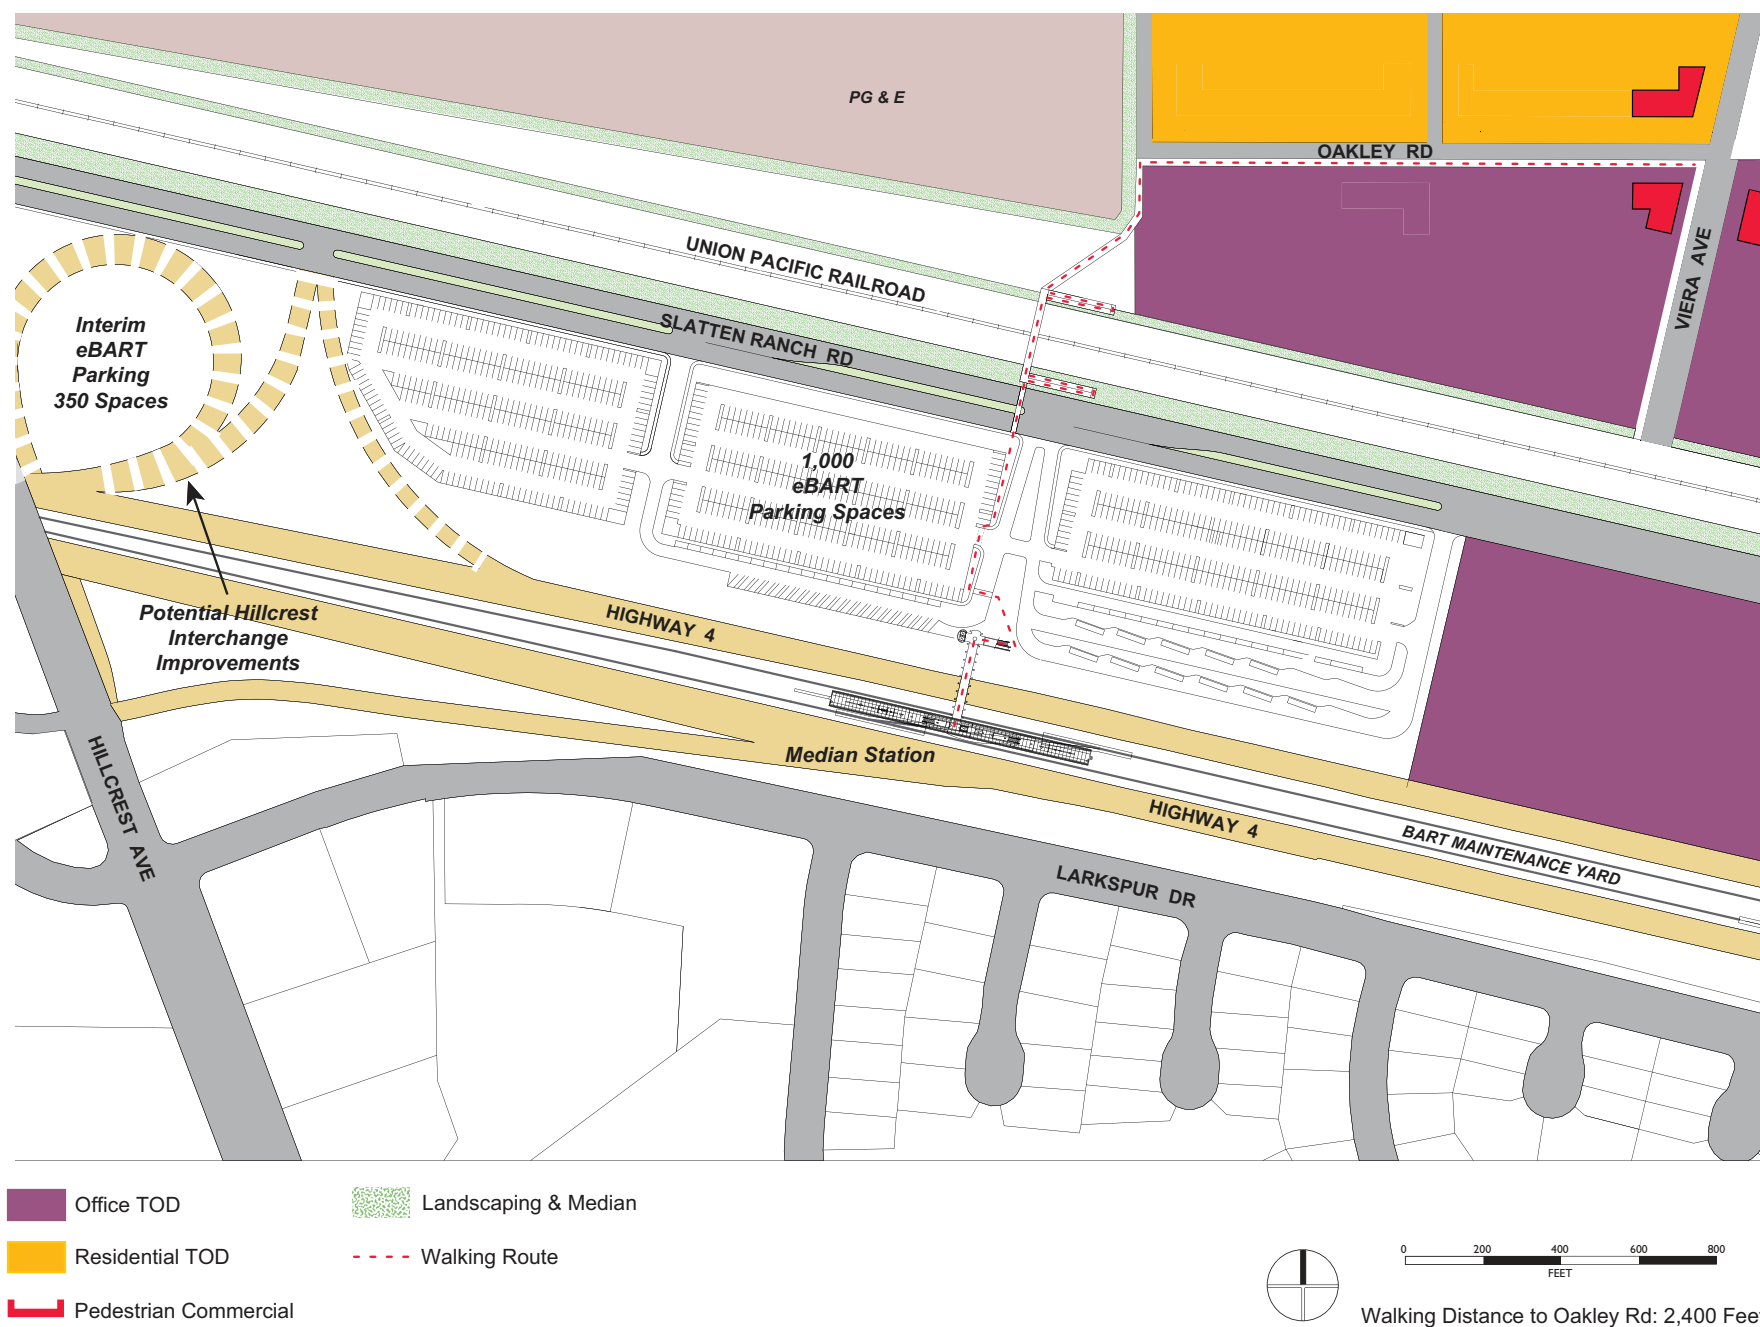 PG & E
OAKLEY RD
UNION PACIFIC RAILROAD
VIERA AVE
SLATTEN RANCH RD
Interim
eBART
Parking
350 Spaces
1,000
eBART
Parking Spaces
Potential Hillcrest
Interchange
Improvements
HIGHWAY 4
Median Station
HIGHWAY 4
BART MAINTENANCE YARD
HILLCREST AVE
LARKSPUR DR
Office TOD
Landscaping & Median
Residential TOD
Walking Route
Pedestrian Commercial
0 200 400 600 800
FEET
Walking Distance to Oakley Rd: 2,400 Fee